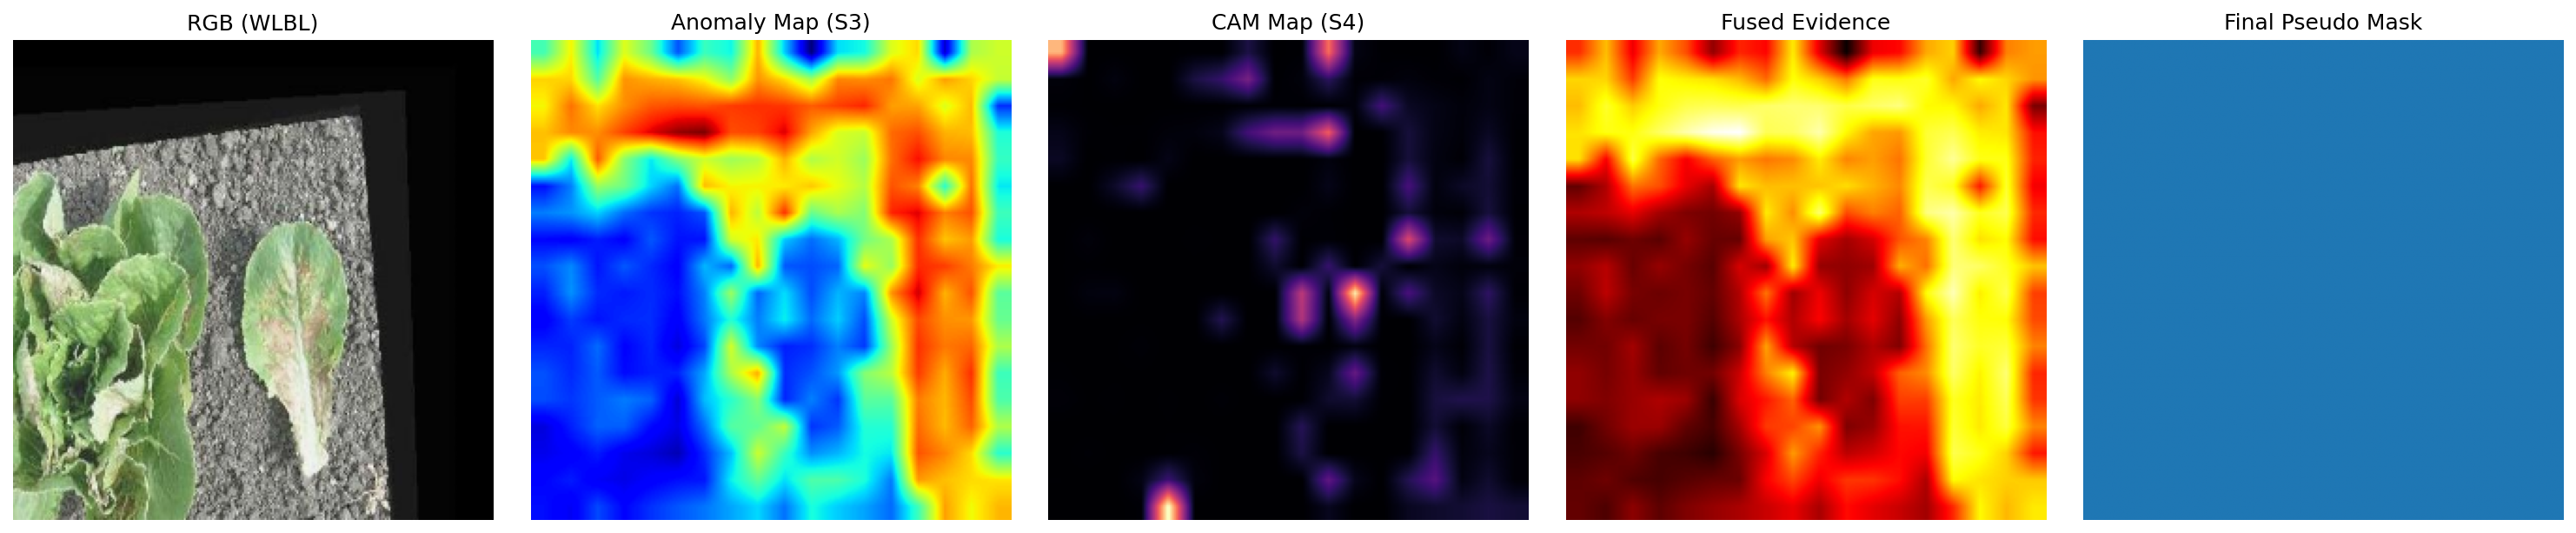 RGB (WLBL)
Anomaly Map (S3)
CAM Map (S4)
Fused Evidence
Final Pseudo Mask